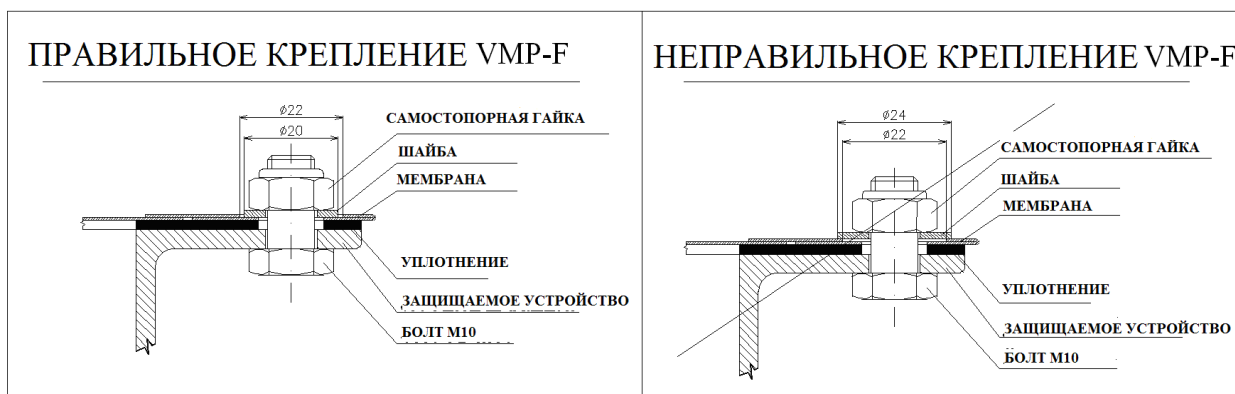 ПРАВИЛЬНОЕ КРЕПЛЕНИЕ VMP-F
ø22
ø20
САМОСТОПОРНАЯ ГАЙКА
ШАЙБА
МЕМБРАНА
УПЛОТНЕНИЕ
ЗАЩИЩАЕМОЕ УСТРОЙСТВО
БОЛТ М10
НЕПРАВИЛЬНОЕ КРЕПЛЕНИЕ VMP-F
ø24
ø22
САМОСТОПОРНАЯ ГАЙКА
ШАЙБА
МЕМБРАНА
УПЛОТНЕНИЕ
ЗАЩИЩАЕМОЕ УСТРОЙСТВО
БОЛТ М10